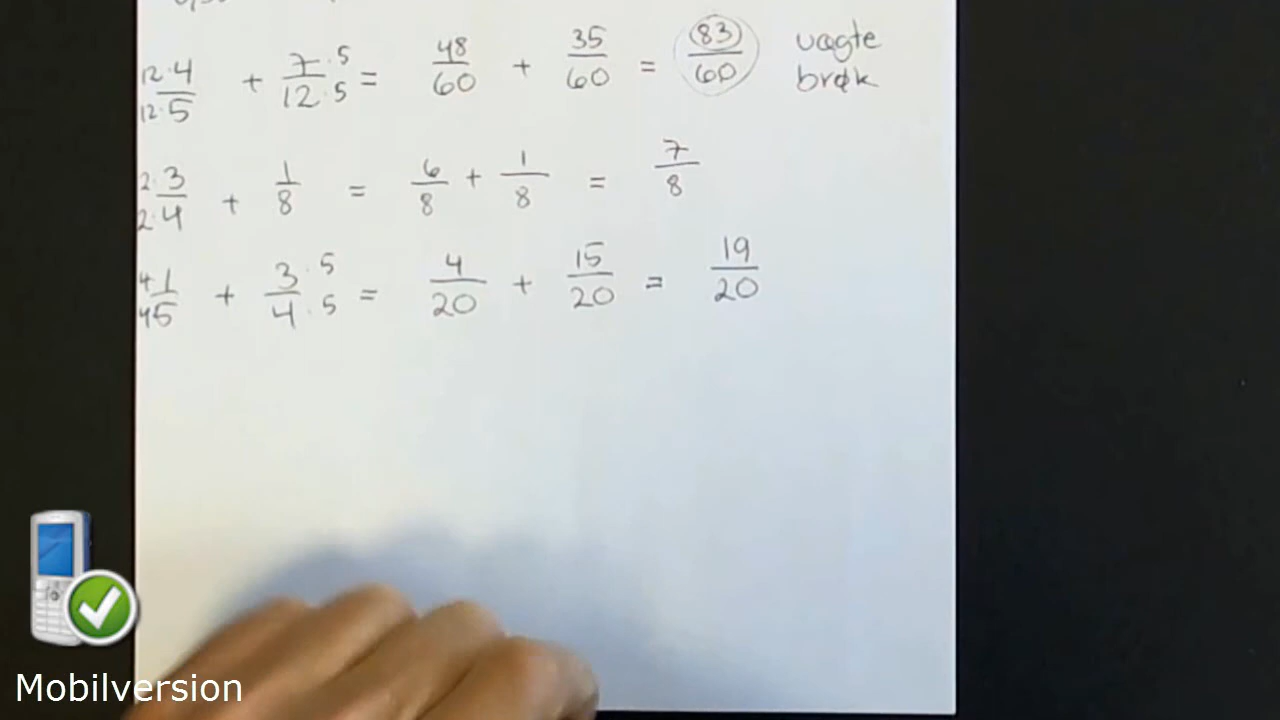 12·4/12·5 + 7·5/12·5 = 48/60 + 35/60 = 83/60 uægte
brøk
2·3/2·4 + 1/8 = 6/8 + 1/8 = 7/8
4·1/4·5 + 3·5/4·5 = 4/20 + 15/20 = 19/20
Mobilversion